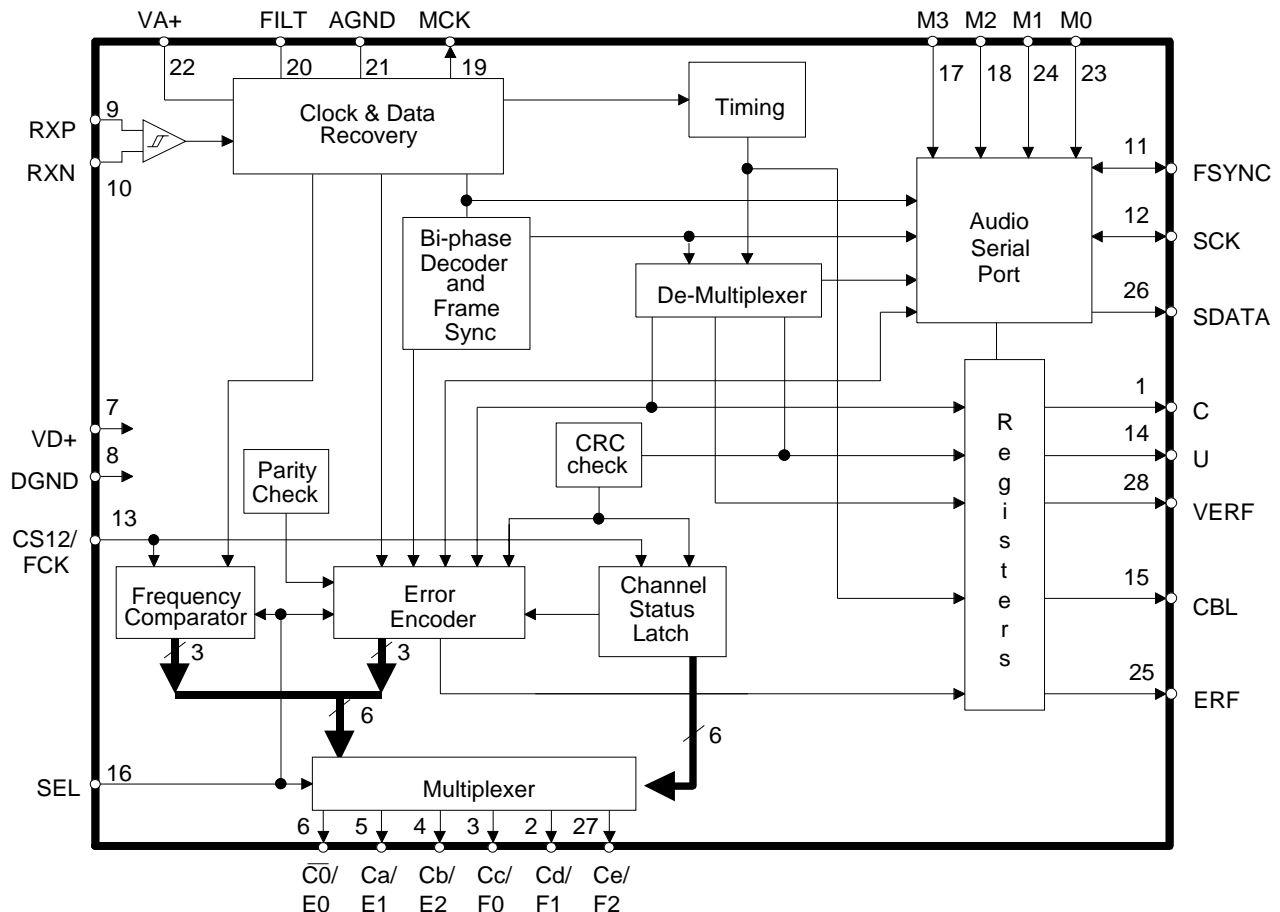 VA+ FILT AGND MCK M3 M2 M1 M0
22 20 21 19 17 18 24 23
9
RXP
RXN
10
Clock & Data
Recovery
Timing
11
FSYNC
12
SCK
26
SDATA
Audio
Serial
Port
Bi-phase
Decoder
and
Frame
Sync
De-Multiplexer
7
VD+
8
DGND
13
CS12/
FCK
Parity
Check
CRC
check
Registers
1
C
14
U
28
VERF
15
CBL
25
ERF
Frequency
Comparator
Error
Encoder
Channel
Status
Latch
3 3
6 6
16
SEL
Multiplexer
6 5 4 3 2 27
C̅0̅/ Ca/ Cb/ Cc/ Cd/ Ce/
E0 E1 E2 F0 F1 F2